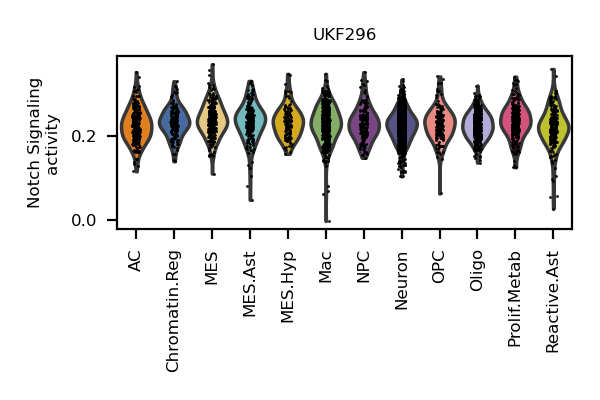 UKF296
Notch Signaling
activity
0.2
0.0
AC
Chromatin.Reg
MES
MES.Ast
MES.Hyp
Mac
NPC
Neuron
OPC
Oligo
Prolif.Metab
Reactive.Ast